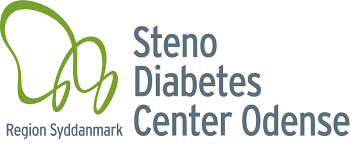 Steno
Diabetes
Center Odense
Region Syddanmark